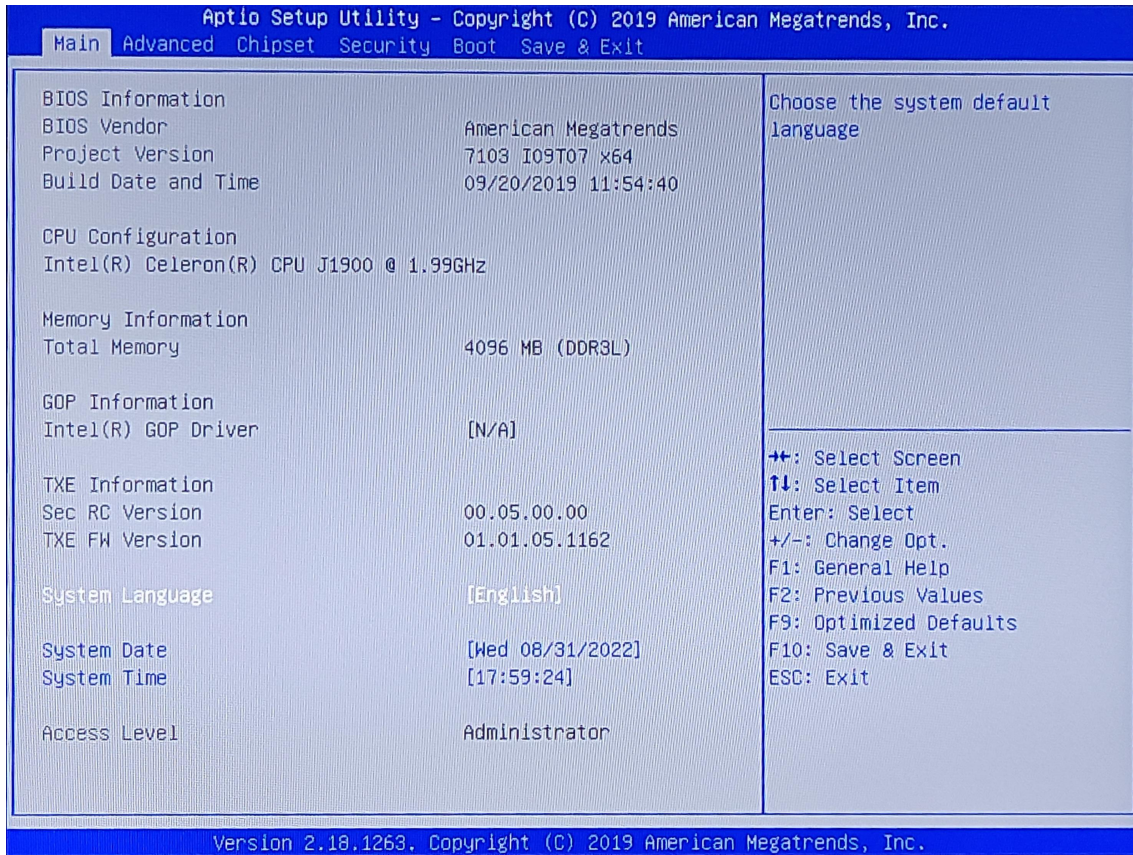 Aptio Setup Utility – Copyright (C) 2019 American Megatrends, Inc.
Main Advanced Chipset Security Boot Save & Exit
BIOS Information
BIOS Vendor American Megatrends
Project Version 7103 I09T07 x64
Build Date and Time 09/20/2019 11:54:40
CPU Configuration
Intel(R) Celeron(R) CPU J1900 @ 1.99GHz
Memory Information
Total Memory 4096 MB (DDR3L)
GOP Information
Intel(R) GOP Driver [N/A]
TXE Information
Sec RC Version 00.05.00.00
TXE FW Version 01.01.05.1162
System Language [English]
System Date [Wed 08/31/2022]
System Time [17:59:24]
Access Level Administrator
Choose the system default
language
→←: Select Screen
↑↓: Select Item
Enter: Select
+/-: Change Opt.
F1: General Help
F2: Previous Values
F9: Optimized Defaults
F10: Save & Exit
ESC: Exit
Version 2.18.1263. Copyright (C) 2019 American Megatrends, Inc.